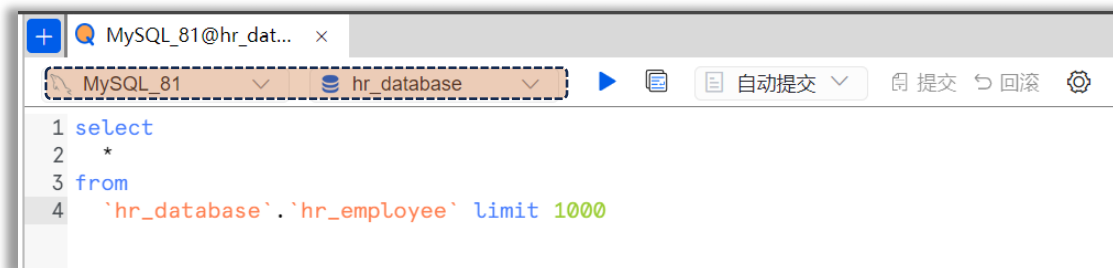 + MySQL_81@hr_dat... ×
MySQL_81 hr_database 自动提交 提交 回滚
1 select
2   *
3 from
4   `hr_database`.`hr_employee` limit 1000